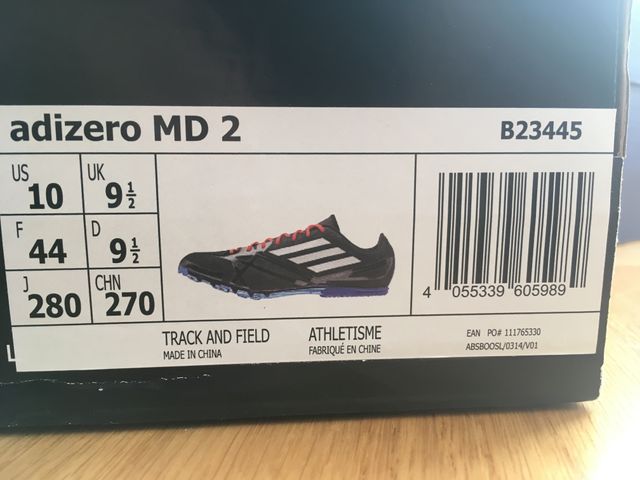 adizero MD 2 B23445
US 10 UK 9 1/2
F 44 D 9 1/2
J 280 CHN 270
4 055339 605989
TRACK AND FIELD ATHLETISME
MADE IN CHINA FABRIQUÉ EN CHINE
EAN PO# 111765330
ABSBOOSL/0314/V01